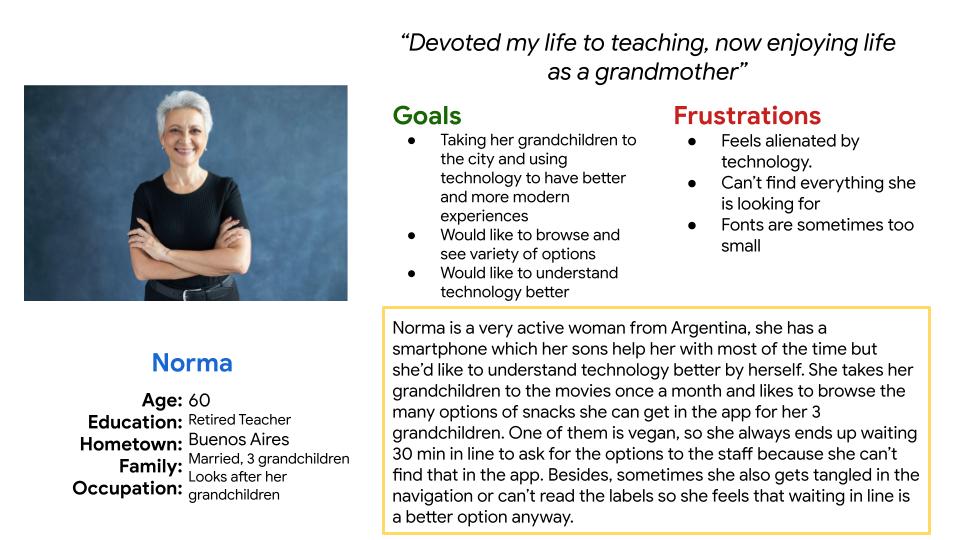 “Devoted my life to teaching, now enjoying life
as a grandmother”
Goals
● Taking her grandchildren to
the city and using
technology to have better
and more modern
experiences
● Would like to browse and
see variety of options
● Would like to understand
technology better
Frustrations
● Feels alienated by
technology.
● Can’t find everything she
is looking for
● Fonts are sometimes too
small
Norma
Age: 60
Education: Retired Teacher
Hometown: Buenos Aires
Family: Married, 3 grandchildren
Occupation: Looks after her
grandchildren
Norma is a very active woman from Argentina, she has a
smartphone which her sons help her with most of the time but
she’d like to understand technology better by herself. She takes her
grandchildren to the movies once a month and likes to browse the
many options of snacks she can get in the app for her 3
grandchildren. One of them is vegan, so she always ends up waiting
30 min in line to ask for the options to the staff because she can’t
find that in the app. Besides, sometimes she also gets tangled in the
navigation or can’t read the labels so she feels that waiting in line is
a better option anyway.